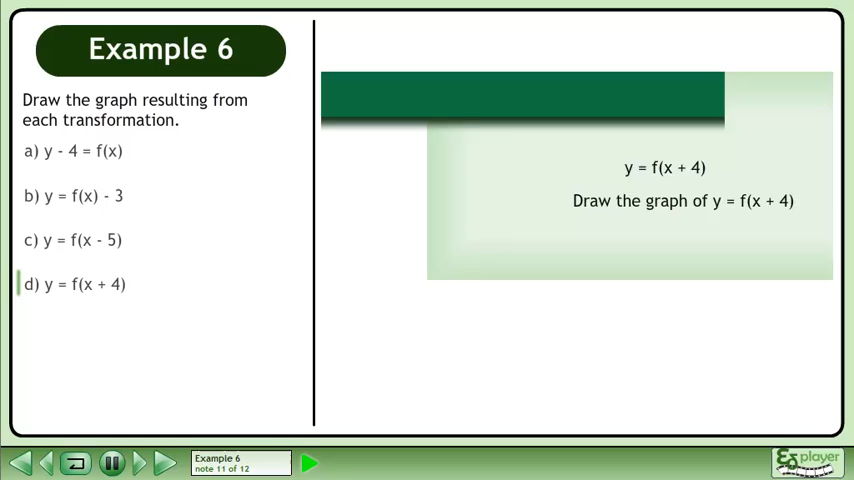 Example 6
Draw the graph resulting from
each transformation.
a) y - 4 = f(x)
b) y = f(x) - 3
c) y = f(x - 5)
d) y = f(x + 4)
y = f(x + 4)
Draw the graph of y = f(x + 4)
Example 6
note 11 of 12
player